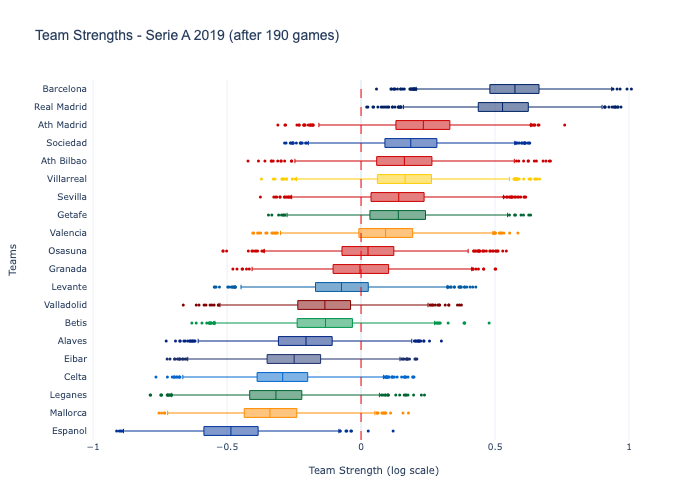 Team Strengths - Serie A 2019 (after 190 games)
Barcelona
Real Madrid
Ath Madrid
Sociedad
Ath Bilbao
Villarreal
Sevilla
Getafe
Valencia
Osasuna
Granada
Levante
Valladolid
Betis
Alaves
Eibar
Celta
Leganes
Mallorca
Espanol
Teams
−1 −0.5 0 0.5 1
Team Strength (log scale)